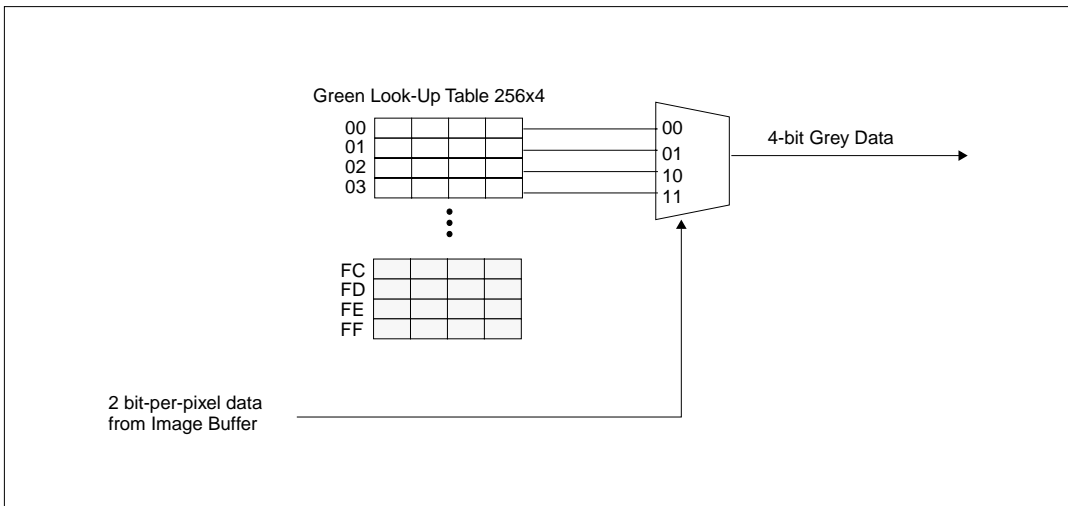 Green Look-Up Table 256x4
00
01
02
03
00
01
10
11
4-bit Grey Data
FC
FD
FE
FF
2 bit-per-pixel data
from Image Buffer